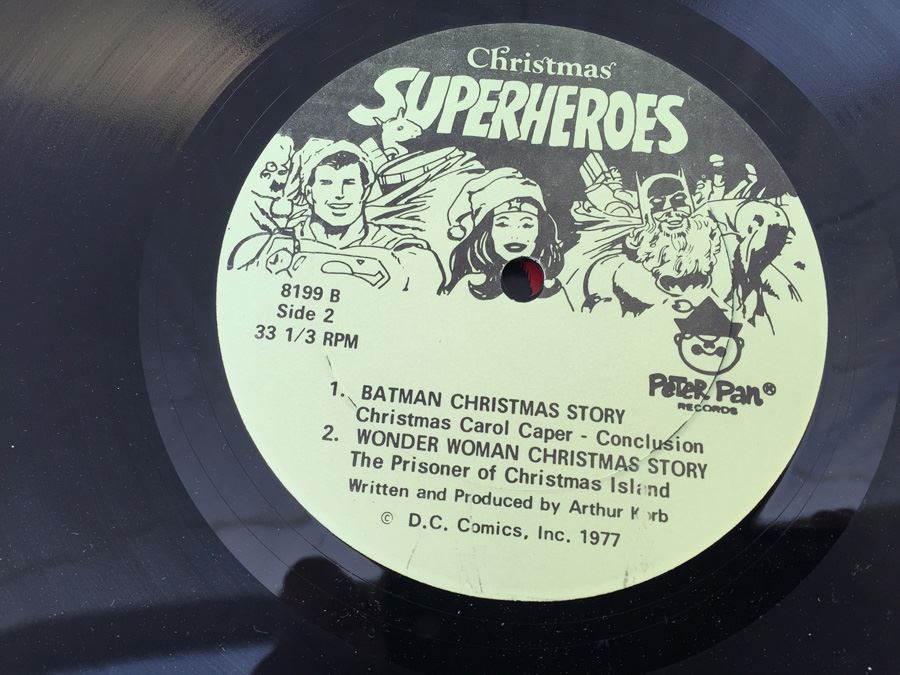 Christmas
SUPERHEROES
8199 B
Side 2
33 1/3 RPM
PETER PAN®
RECORDS
1. BATMAN CHRISTMAS STORY
Christmas Carol Caper - Conclusion
2. WONDER WOMAN CHRISTMAS STORY
The Prisoner of Christmas Island
Written and Produced by Arthur Korb
© D.C. Comics, Inc. 1977